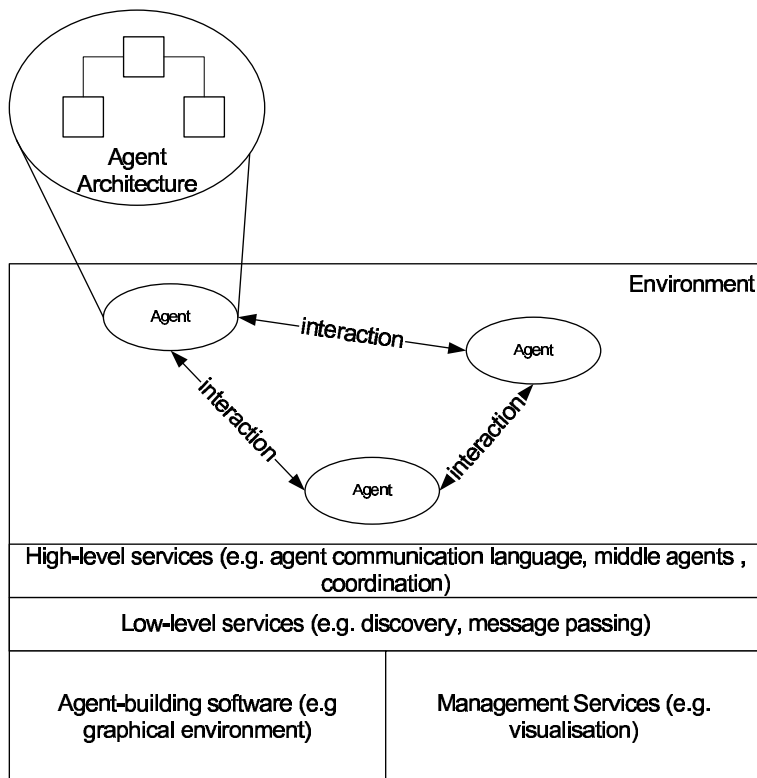 Agent
Architecture
Environment
Agent
interaction
Agent
interaction
interaction
Agent
High-level services (e.g. agent communication language, middle agents ,
coordination)
Low-level services (e.g. discovery, message passing)
Agent-building software (e.g
graphical environment)
Management Services (e.g.
visualisation)